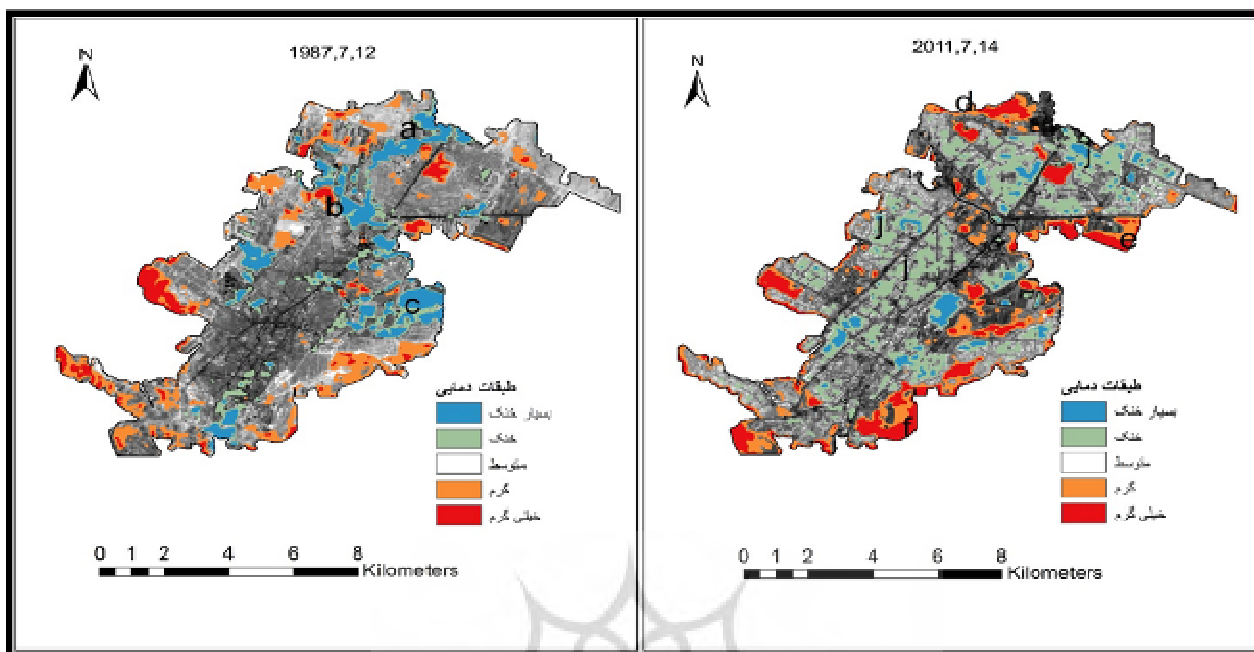 1987,7,12
N
a
b
c
طبقات دمایی
بسیار خنک
خنک
متوسط
گرم
خیلی گرم
0 1 2 4 6 8
Kilometers
2011,7,14
N
d
j
j
j
e
f
طبقات دمایی
بسیار خنک
خنک
متوسط
گرم
خیلی گرم
0 1 2 4 6 8
Kilometers